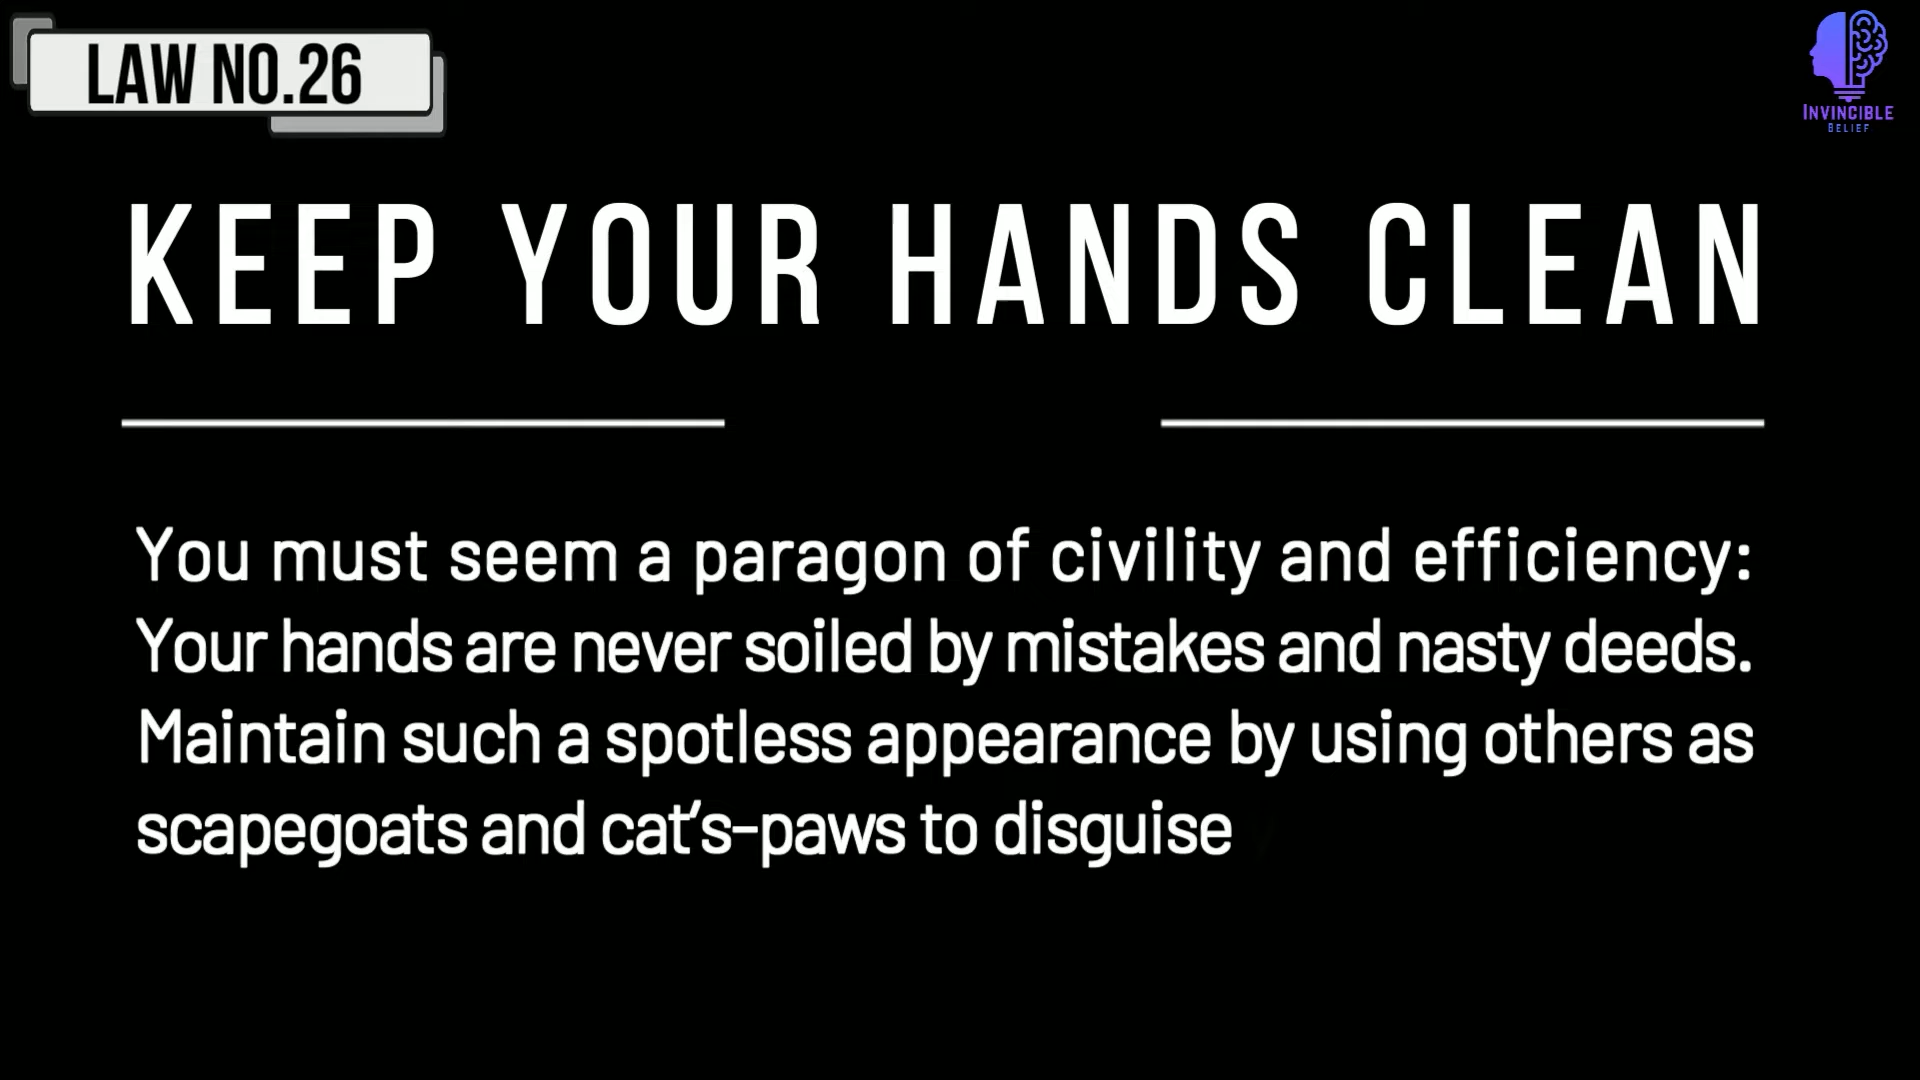 LAW NO.26
INVINCIBLE
BELIEF
KEEP YOUR HANDS CLEAN
You must seem a paragon of civility and efficiency:
Your hands are never soiled by mistakes and nasty deeds.
Maintain such a spotless appearance by using others as
scapegoats and cat’s-paws to disguise